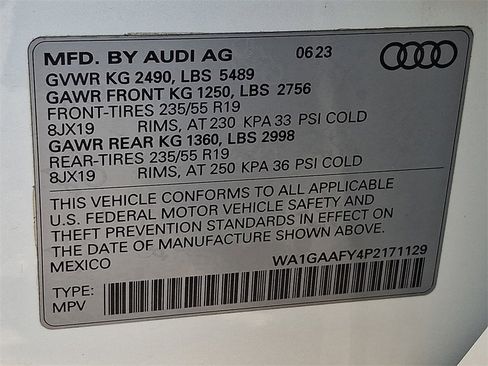 MFD. BY AUDI AG 06.23
GVWR KG 2490, LBS 5489
GAWR FRONT KG 1250, LBS 2756
FRONT-TIRES 235/55 R19
8JX19 RIMS, AT 230 KPA 33 PSI COLD
GAWR REAR KG 1360, LBS 2998
REAR-TIRES 235/55 R19
8JX19 RIMS, AT 250 KPA 36 PSI COLD
THIS VEHICLE CONFORMS TO ALL APPLICABLE
U.S. FEDERAL MOTOR VEHICLE SAFETY AND
THEFT PREVENTION STANDARDS IN EFFECT ON
THE DATE OF MANUFACTURE SHOWN ABOVE.
MEXICO WA1GAAFY4P2171129
TYPE:
MPV